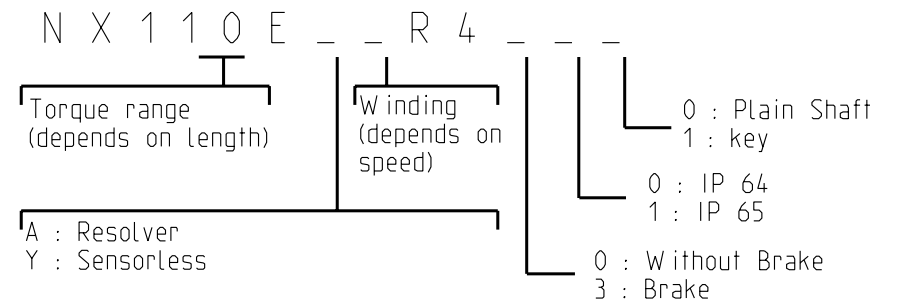 N X 1 1 0 E _ _ R 4 _ _ _
Torque range
(depends on length)
Winding
(depends on
speed)
0 : Plain Shaft
1 : key
0 : IP 64
1 : IP 65
A : Resolver
Y : Sensorless
0 : Without Brake
3 : Brake